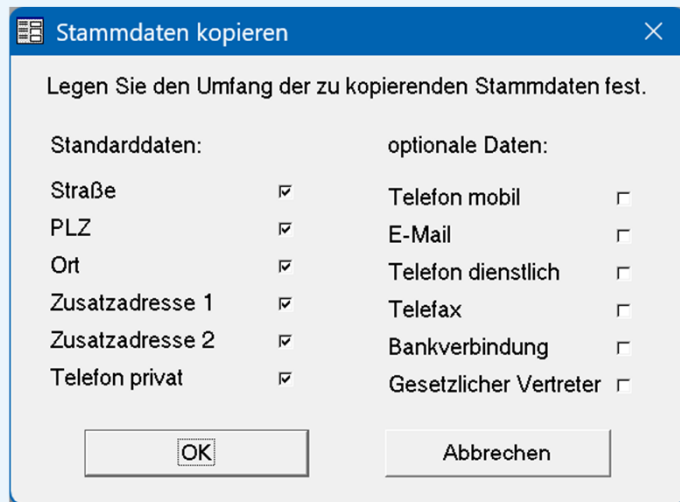 Stammdaten kopieren
Legen Sie den Umfang der zu kopierenden Stammdaten fest.
Standarddaten:
Straße
PLZ
Ort
Zusatzadresse 1
Zusatzadresse 2
Telefon privat
optionale Daten:
Telefon mobil
E-Mail
Telefon dienstlich
Telefax
Bankverbindung
Gesetzlicher Vertreter
OK
Abbrechen